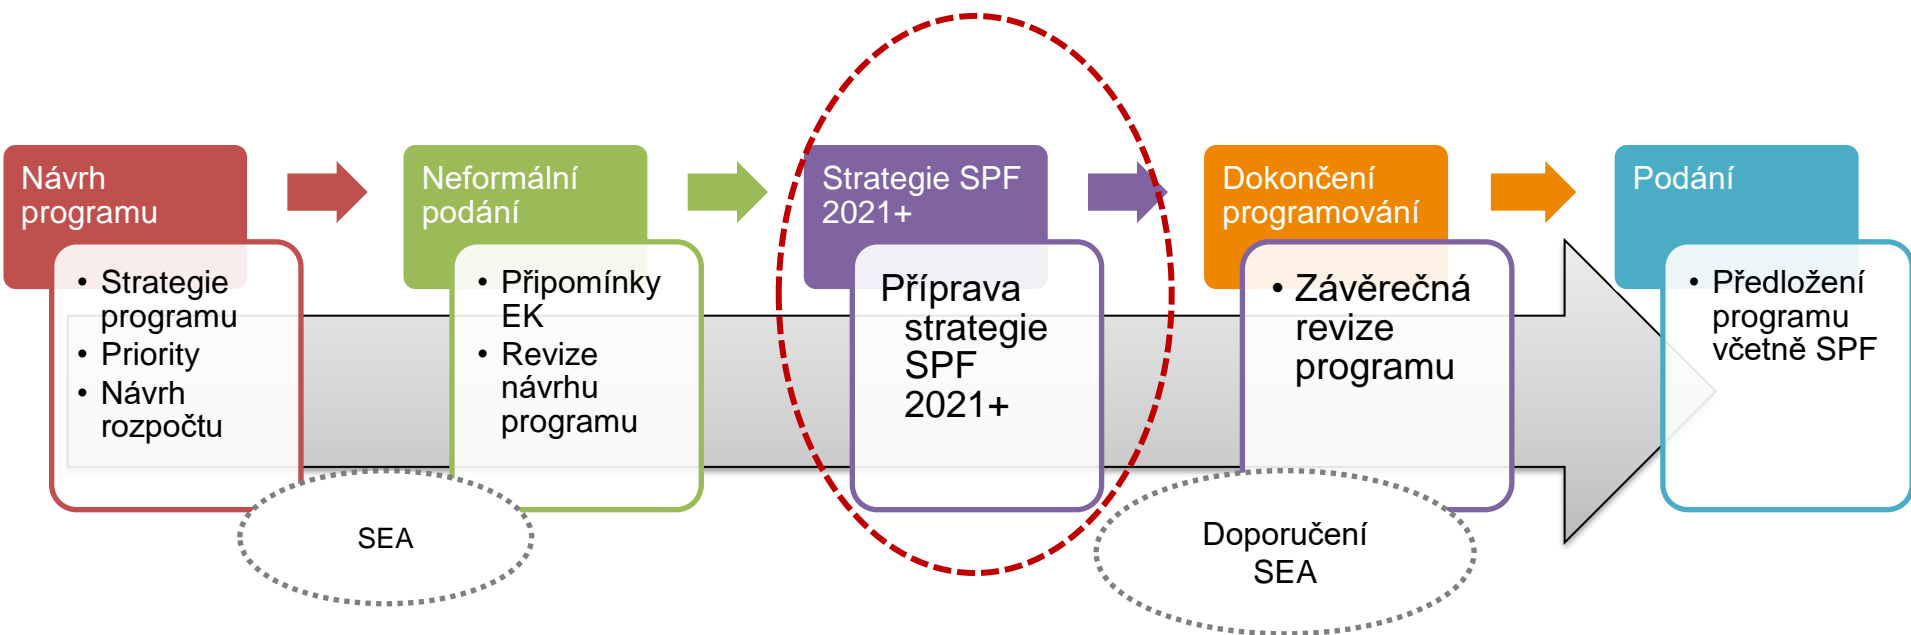 Návrh
programu
• Strategie
programu
• Priority
• Návrh
rozpočtu
Neformální
podání
• Připomínky
EK
• Revize
návrhu
programu
Strategie SPF
2021+
Příprava
strategie
SPF
2021+
Dokončení
programování
• Závěrečná
revize
programu
Podání
• Předložení
programu
včetně SPF
SEA
Doporučení
SEA